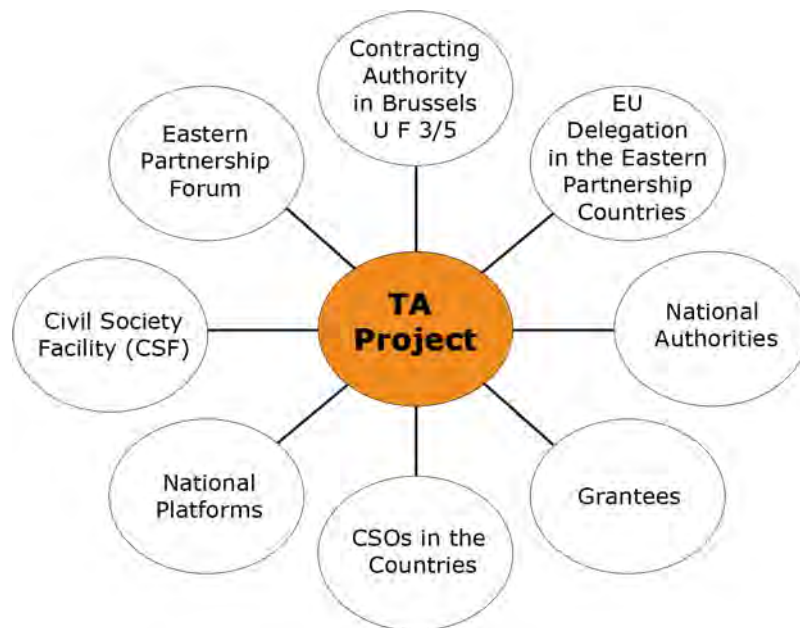 Contracting
Authority
in Brussels
U F 3/5
EU
Delegation
in the Eastern
Partnership
Countries
National
Authorities
Grantees
CSOs in the
Countries
National
Platforms
Civil Society
Facility (CSF)
Eastern
Partnership
Forum
TA
Project